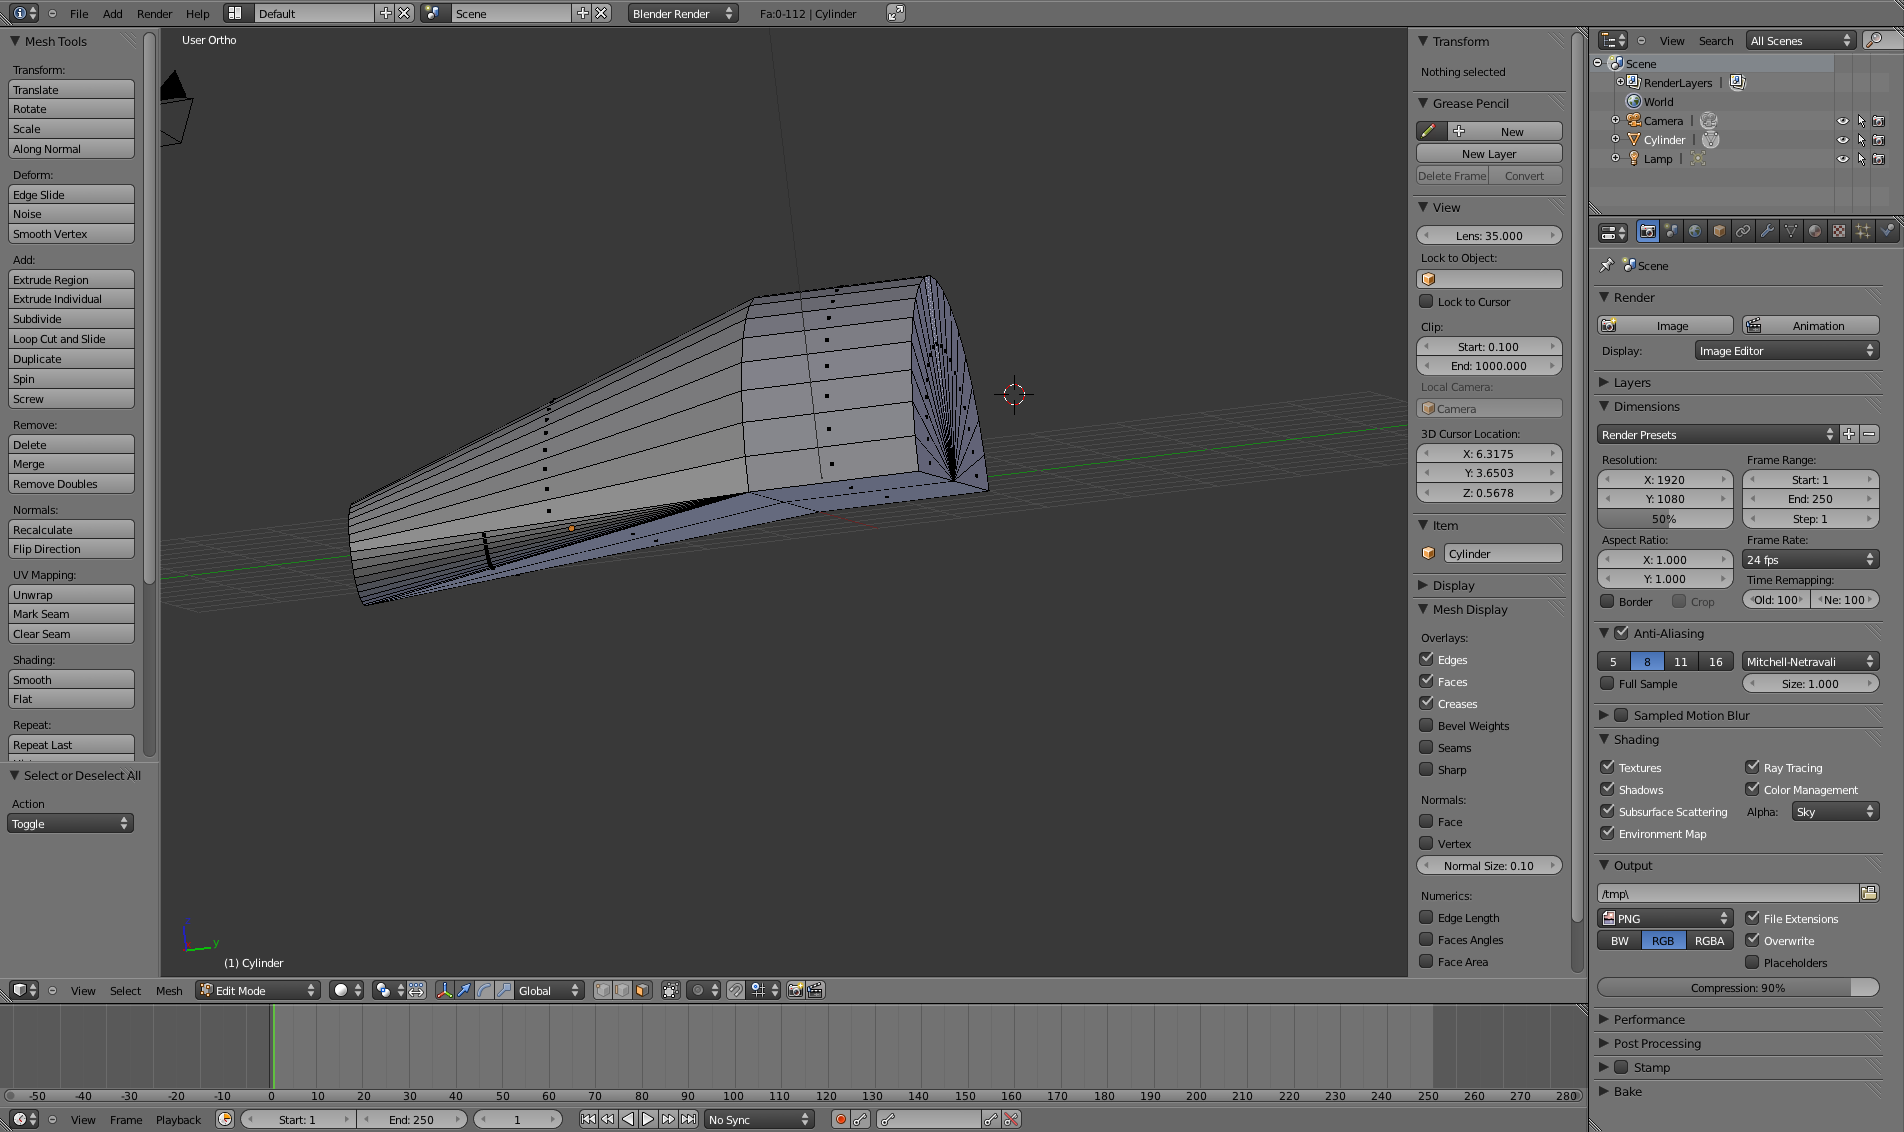 File Add Render Help Default Scene Blender Render Fa:0-112 | Cylinder
Mesh Tools
Transform:
Translate
Rotate
Scale
Along Normal
Deform:
Edge Slide
Noise
Smooth Vertex
Add:
Extrude Region
Extrude Individual
Subdivide
Loop Cut and Slide
Duplicate
Spin
Screw
Remove:
Delete
Merge
Remove Doubles
Normals:
Recalculate
Flip Direction
UV Mapping:
Unwrap
Mark Seam
Clear Seam
Shading:
Smooth
Flat
Repeat:
Repeat Last
Select or Deselect All
Action
Toggle
User Ortho
y
(1) Cylinder
Transform
Nothing selected
Grease Pencil
New
New Layer
Delete Frame Convert
View
Lens: 35.000
Lock to Object:
Lock to Cursor
Clip:
Start: 0.100
End: 1000.000
Local Camera:
Camera
3D Cursor Location:
X: 6.3175
Y: 3.6503
Z: 0.5678
Item
Cylinder
Display
Mesh Display
Overlays:
Edges
Faces
Creases
Bevel Weights
Seams
Sharp
Normals:
Face
Vertex
Normal Size: 0.10
Numerics:
Edge Length
Faces Angles
Face Area
View Search All Scenes
Scene
RenderLayers |
World
Camera |
Cylinder |
Lamp |
Scene
Render
Image Animation
Display: Image Editor
Layers
Dimensions
Render Presets
Resolution: Frame Range:
X: 1920 Start: 1
Y: 1080 End: 250
50% Step: 1
Aspect Ratio: Frame Rate:
X: 1.000 24 fps
Y: 1.000 Time Remapping:
Border Crop Old: 100 Ne: 100
Anti-Aliasing
5 8 11 16 Mitchell-Netravali
Full Sample Size: 1.000
Sampled Motion Blur
Shading
Textures Ray Tracing
Shadows Color Management
Subsurface Scattering Alpha: Sky
Environment Map
Output
/tmp\
PNG File Extensions
BW RGB RGBA Overwrite
Placeholders
Compression: 90%
Performance
Post Processing
Stamp
Bake
View Select Mesh Edit Mode Global
-50 -40 -30 -20 -10 0 10 20 30 40 50 60 70 80 90 100 110 120 130 140 150 160 170 180 190 200 210 220 230 240 250 260 270 280
View Frame Playback Start: 1 End: 250 1 No Sync